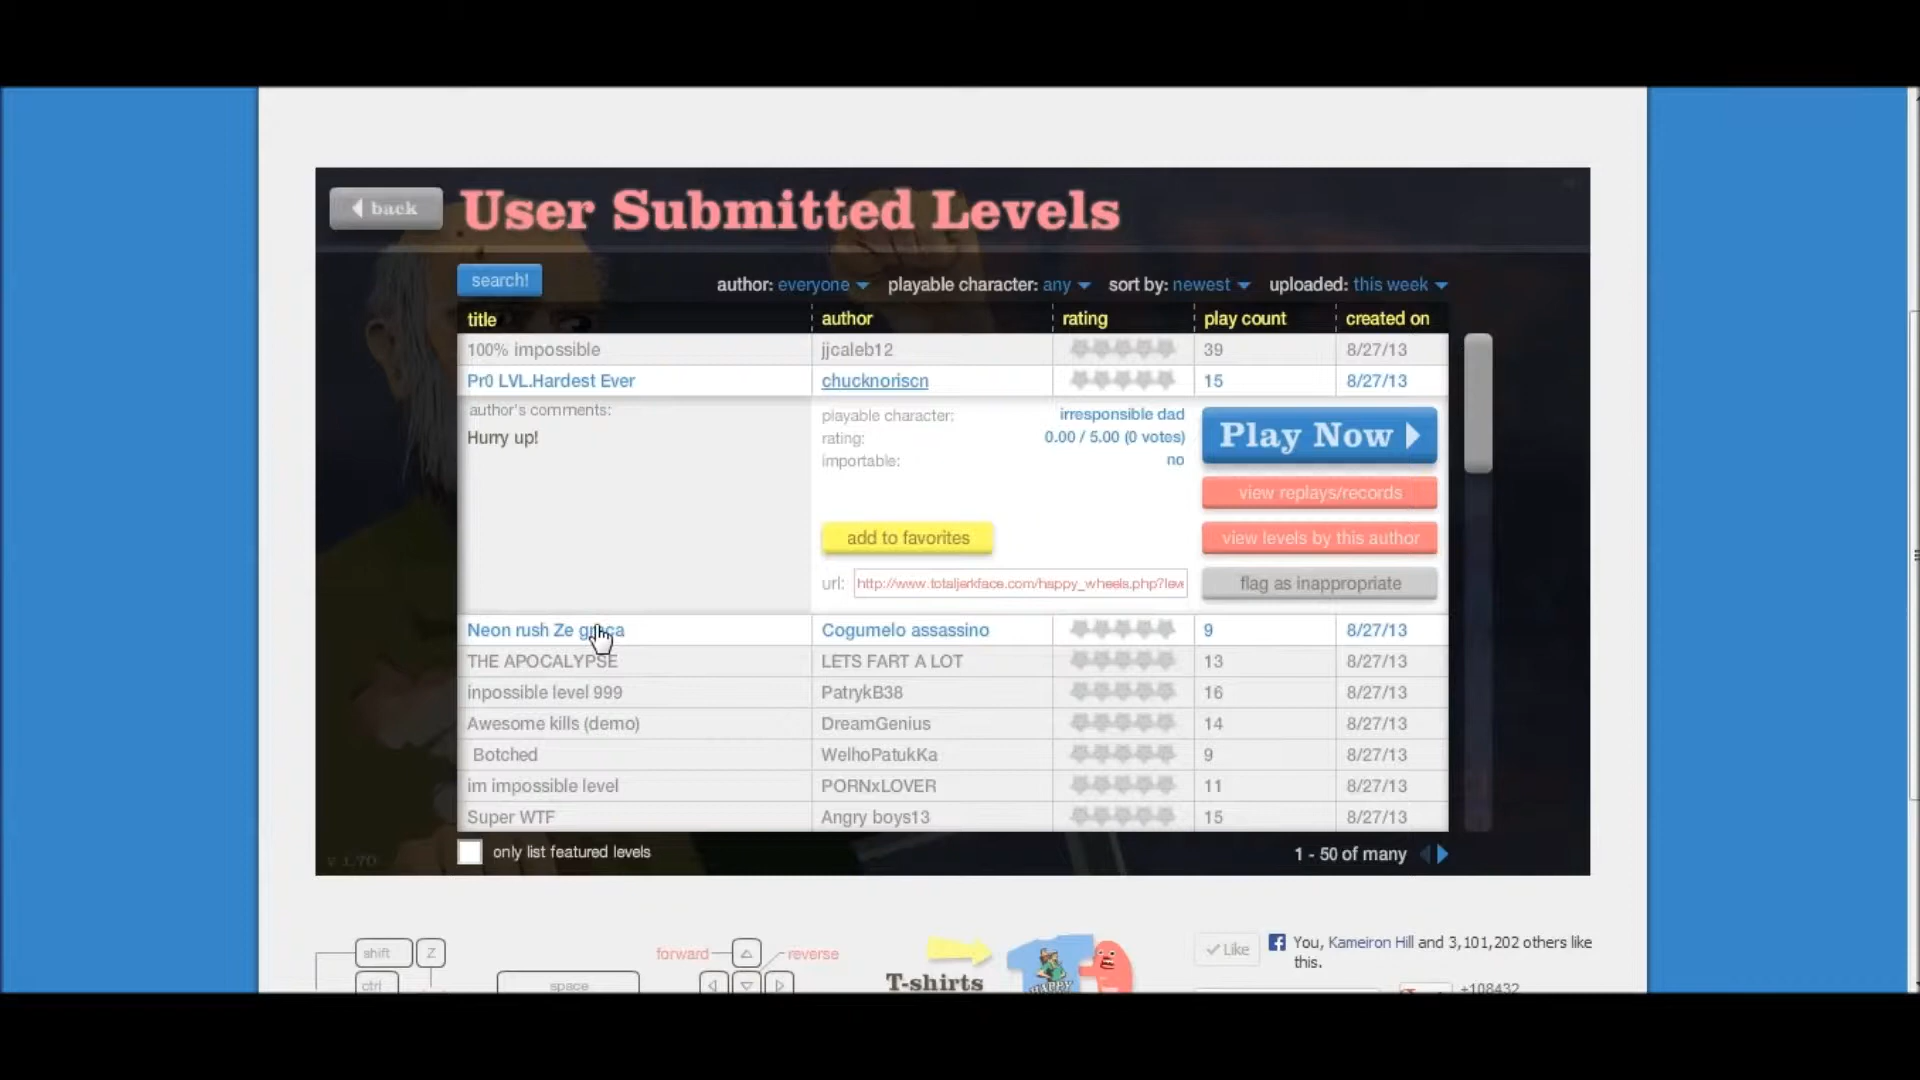 back
User Submitted Levels
search!
author: everyone playable character: any sort by: newest uploaded: this week
title author rating play count created on
100% impossible jjcaleb12 39 8/27/13
Pr0 LVL.Hardest Ever chucknoriscn 15 8/27/13
author's comments:
Hurry up!
playable character: irresponsible dad
rating: 0.00 / 5.00 (0 votes)
importable: no
Play Now
view replays/records
add to favorites
view levels by this author
url: http://www.totaljerkface.com/happy_wheels.php?lev
flag as inappropriate
Neon rush Ze Cogumelo assassino 9 8/27/13
THE APOCALYPSE LETS FART A LOT 13 8/27/13
inpossible level 999 PatrykB38 16 8/27/13
Awesome kills (demo) DreamGenius 14 8/27/13
Botched WelhoPatukKa 9 8/27/13
im impossible level PORNxLOVER 11 8/27/13
Super WTF Angry boys13 15 8/27/13
only list featured levels
1 - 50 of many
v 1.70
shift Z
forward reverse
Like
You, Kameiron Hill and 3,101,202 others like
this.
ctrl
space
T-shirts
HAPPY
+108432